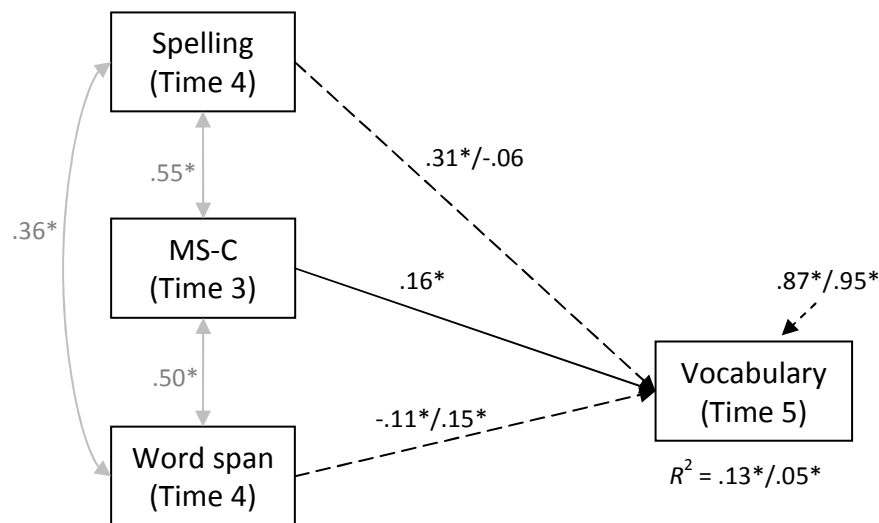 Spelling
(Time 4)
.31*/-.06
.55*
.36*
MS-C
(Time 3)
.16*
.87*/.95*
.50*
Vocabulary
(Time 5)
-.11*/.15*
Word span
(Time 4)
R² = .13*/.05*